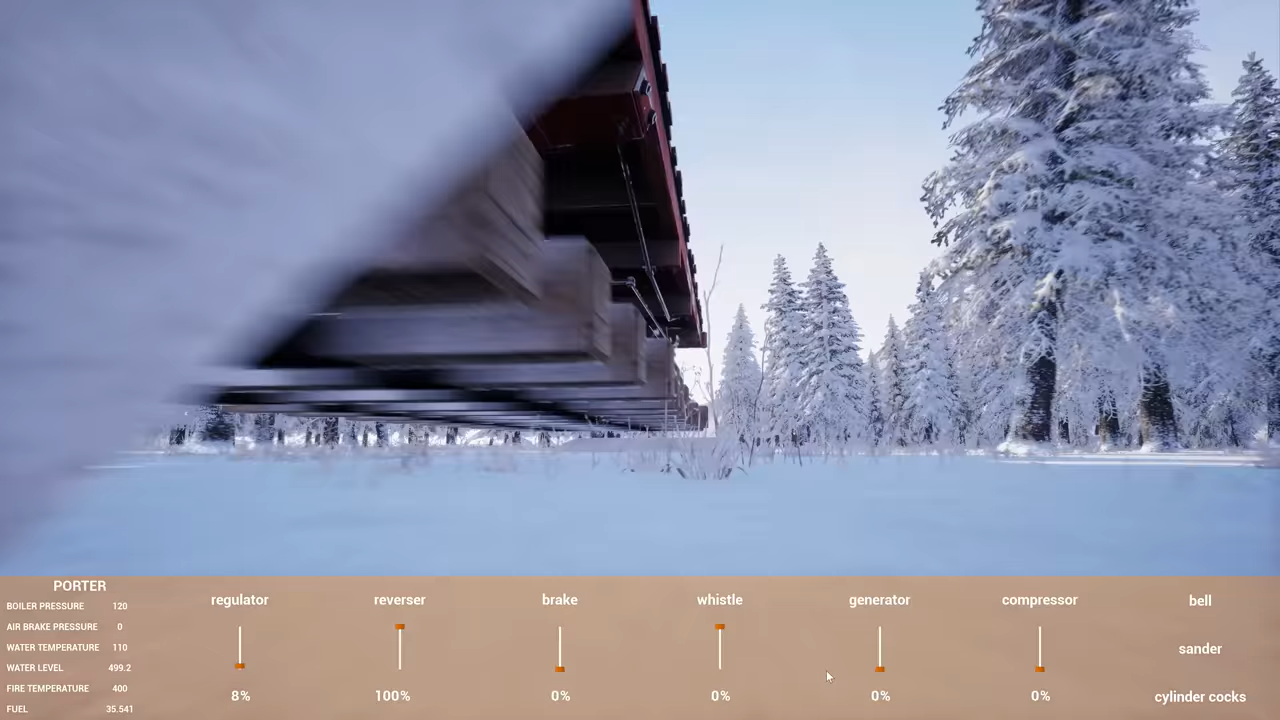 PORTER
BOILER PRESSURE 120
AIR BRAKE PRESSURE 0
WATER TEMPERATURE 110
WATER LEVEL 499.2
FIRE TEMPERATURE 400
FUEL 35.541
regulator
8%
reverser
100%
brake
0%
whistle
0%
generator
0%
compressor
0%
bell
sander
cylinder cocks